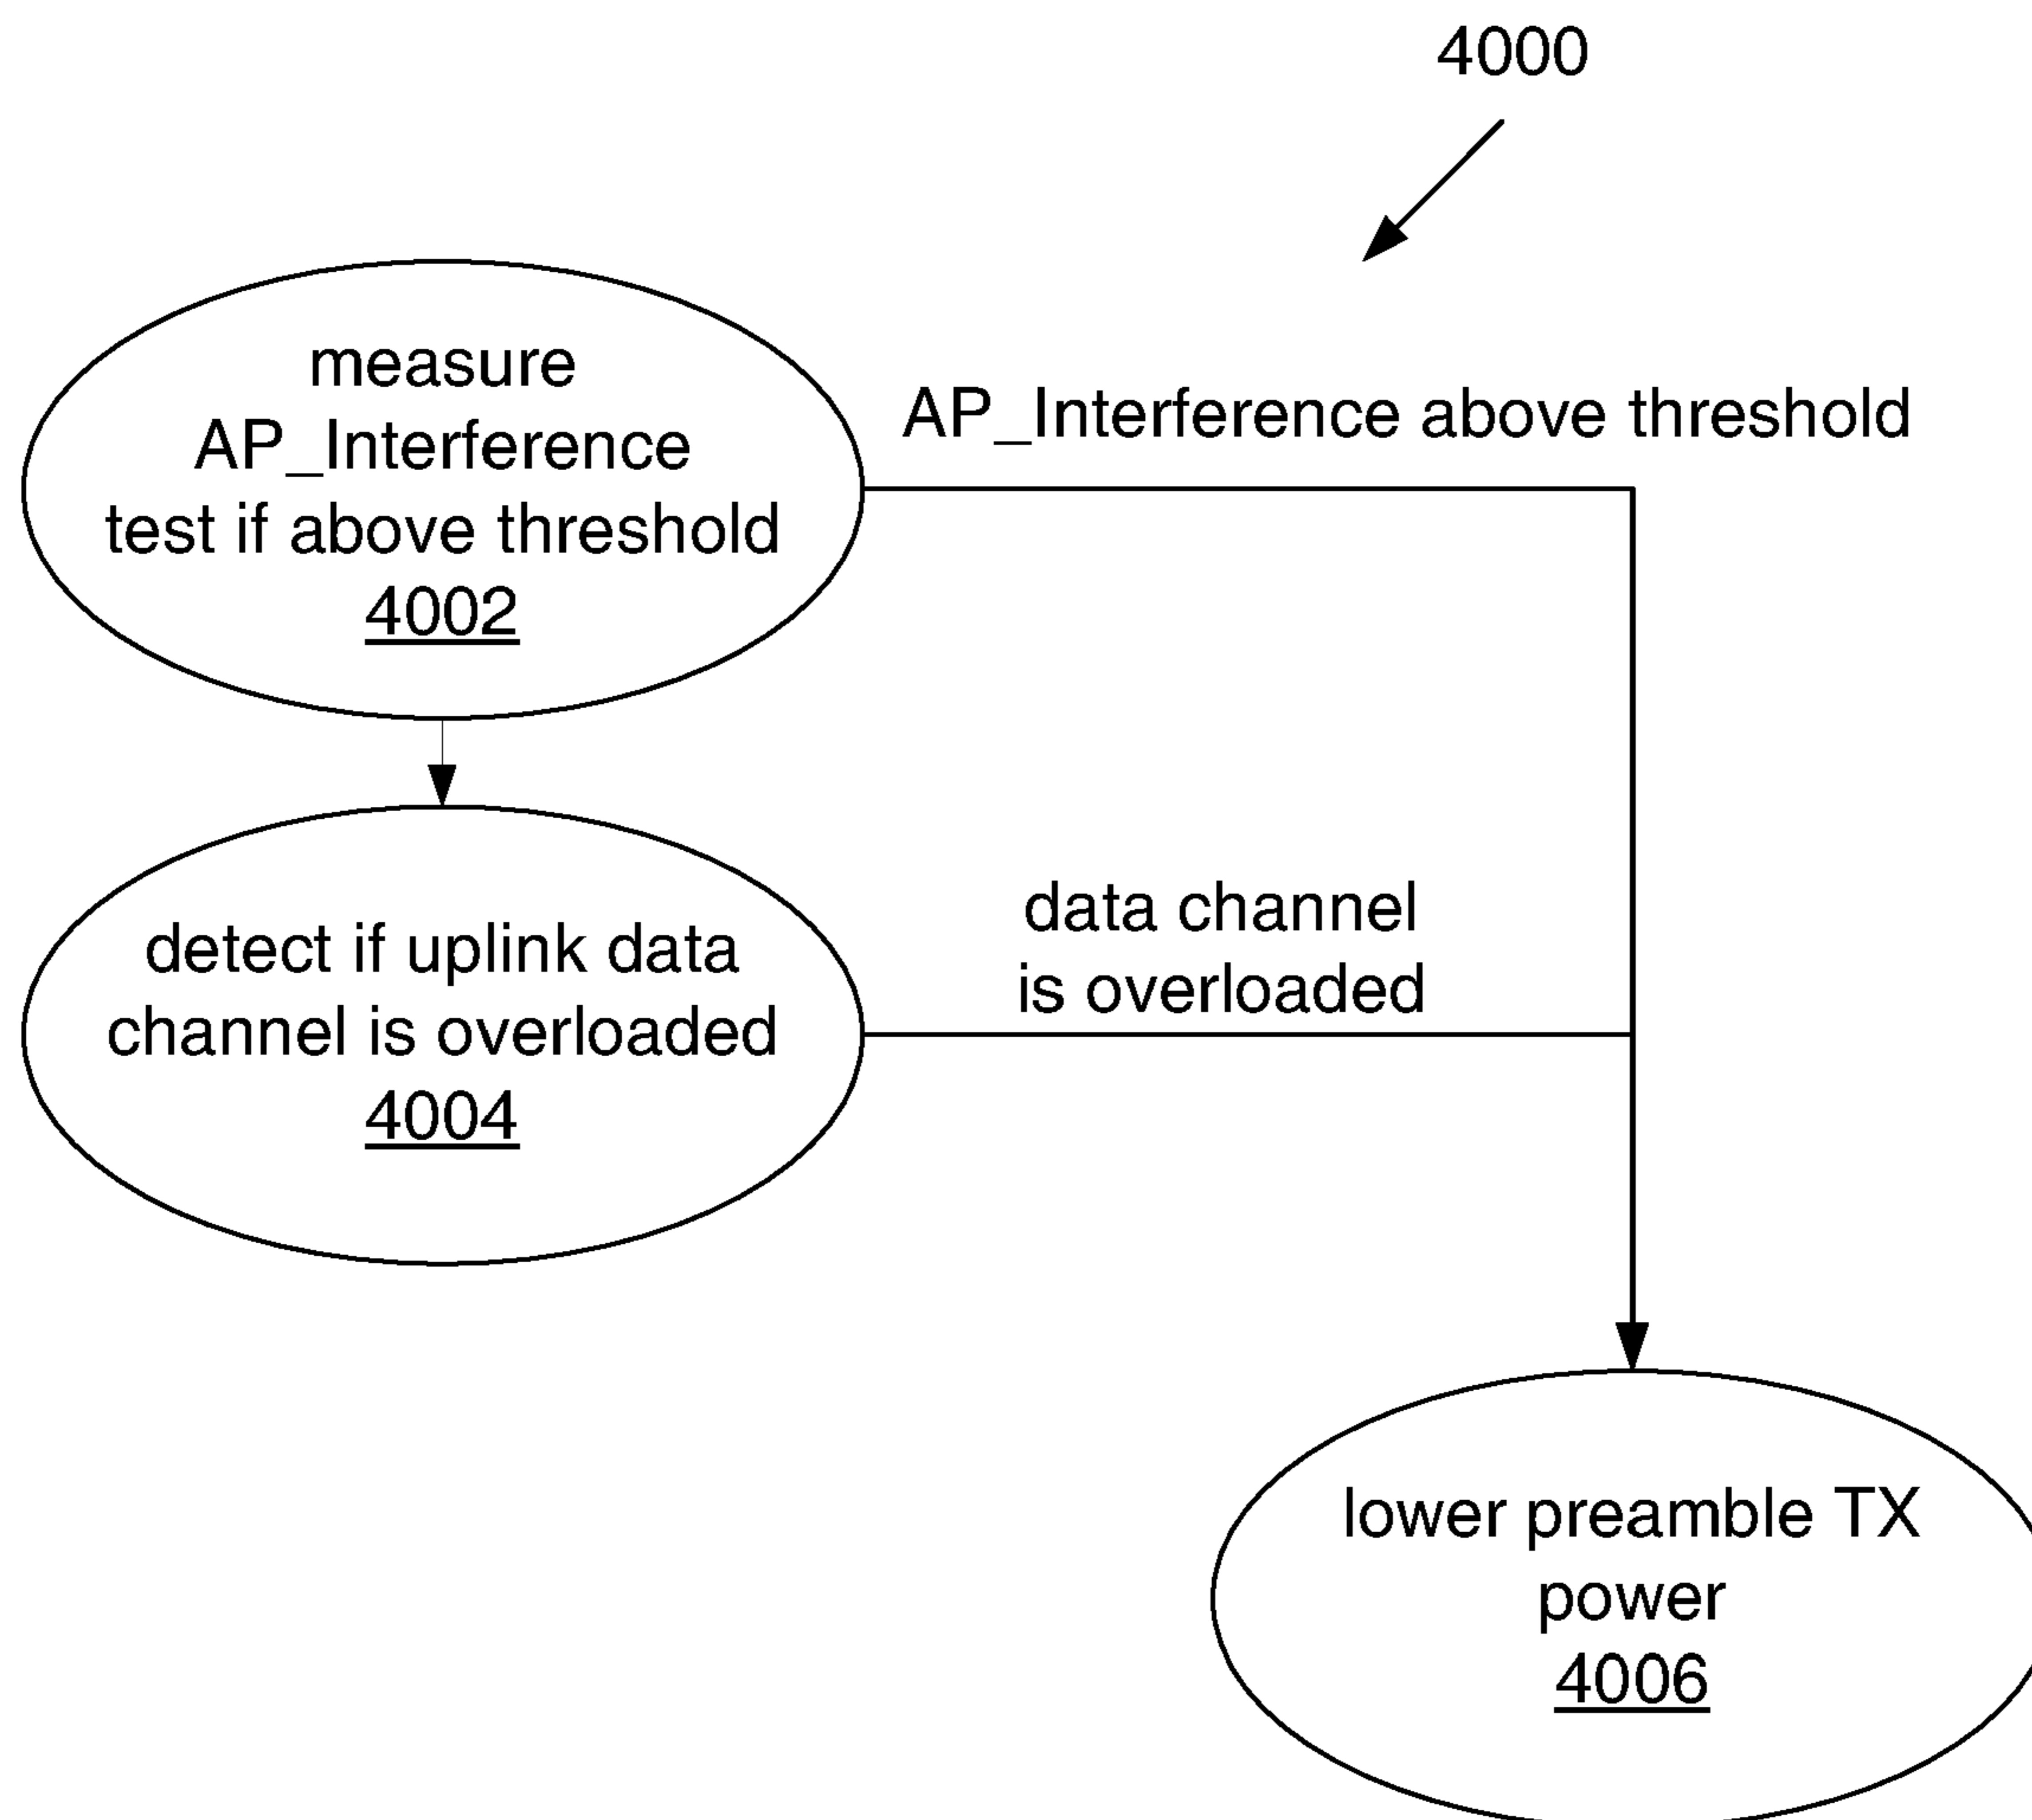 4000
measure
AP_Interference
test if above threshold
4002
AP_Interference above threshold
detect if uplink data
channel is overloaded
4004
data channel
is overloaded
lower preamble TX
power
4006